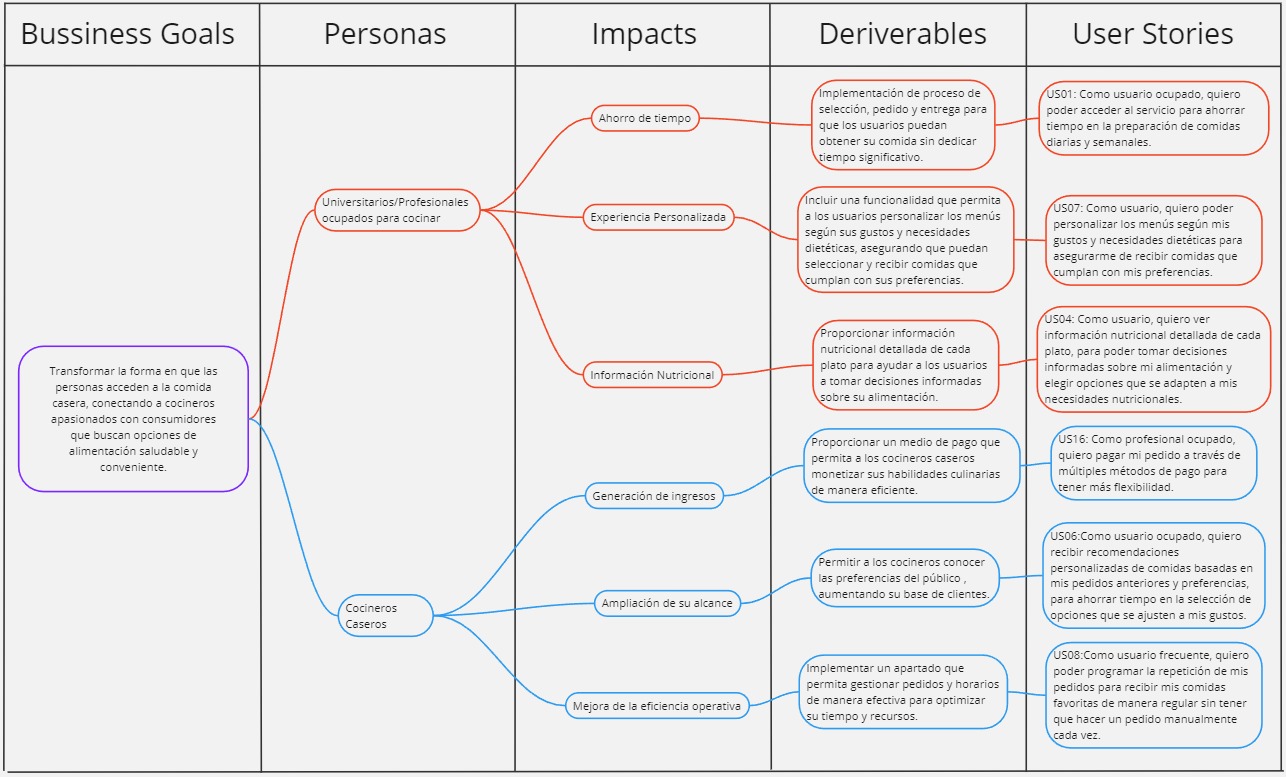 Bussiness Goals
Personas
Impacts
Deriverables
User Stories
Transformar la forma en que las
personas acceden a la comida
casera, conectando a cocineros
apasionados con consumidores
que buscan opciones de
alimentación saludable y
conveniente.
Universitarios/Profesionales
ocupados para cocinar
Ahorro de tiempo
Implementación de proceso de
selección, pedido y entrega para
que los usuarios puedan
obtener su comida sin dedicar
tiempo significativo.
US01: Como usuario ocupado, quiero
poder acceder al servicio para ahorrar
tiempo en la preparación de comidas
diarias y semanales.
Experiencia Personalizada
Incluir una funcionalidad que permita
a los usuarios personalizar los menús
según sus gustos y necesidades
dietéticas, asegurando que puedan
seleccionar y recibir comidas que
cumplan con sus preferencias.
US07: Como usuario, quiero poder
personalizar los menús según mis
gustos y necesidades dietéticas para
asegurarme de recibir comidas que
cumplan con mis preferencias.
Información Nutricional
Proporcionar información
nutricional detallada de cada
plato para ayudar a los usuarios
a tomar decisiones informadas
sobre su alimentación.
US04: Como usuario, quiero ver
información nutricional detallada de cada
plato, para poder tomar decisiones
informadas sobre mi alimentación y
elegir opciones que se adapten a mis
necesidades nutricionales.
Cocineros
Caseros
Generación de ingresos
Proporcionar un medio de pago que
permita a los cocineros caseros
monetizar sus habilidades culinarias
de manera eficiente.
US16: Como profesional ocupado,
quiero pagar mi pedido a través de
múltiples métodos de pago para
tener más flexibilidad.
Ampliación de su alcance
Permitir a los cocineros conocer
las preferencias del público ,
aumentando su base de clientes.
US06:Como usuario ocupado, quiero
recibir recomendaciones
personalizadas de comidas basadas en
mis pedidos anteriores y preferencias,
para ahorrar tiempo en la selección de
opciones que se ajusten a mis gustos.
Mejora de la eficiencia operativa
Implementar un apartado que
permita gestionar pedidos y horarios
de manera efectiva para optimizar
su tiempo y recursos.
US08:Como usuario frecuente, quiero
poder programar la repetición de mis
pedidos para recibir mis comidas
favoritas de manera regular sin tener
que hacer un pedido manualmente
cada vez.